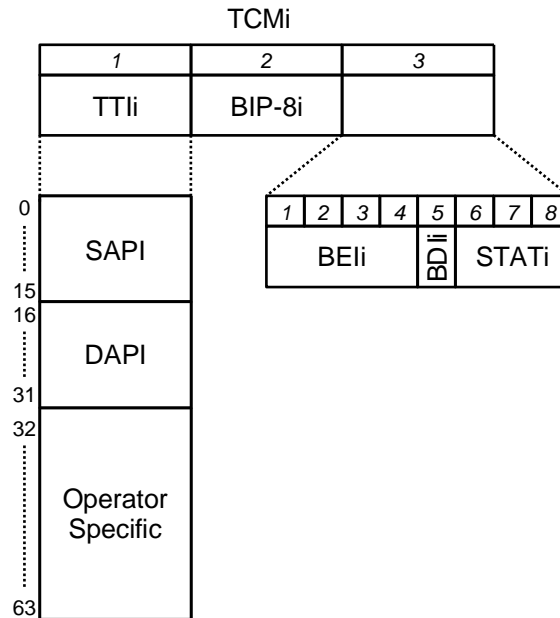 TCMi
1 2 3
TTIi BIP-8i
0 1 2 3 4 5 6 7 8
SAPI BEIi BDIi STATi
15
16
DAPI
31
32
Operator
Specific
63